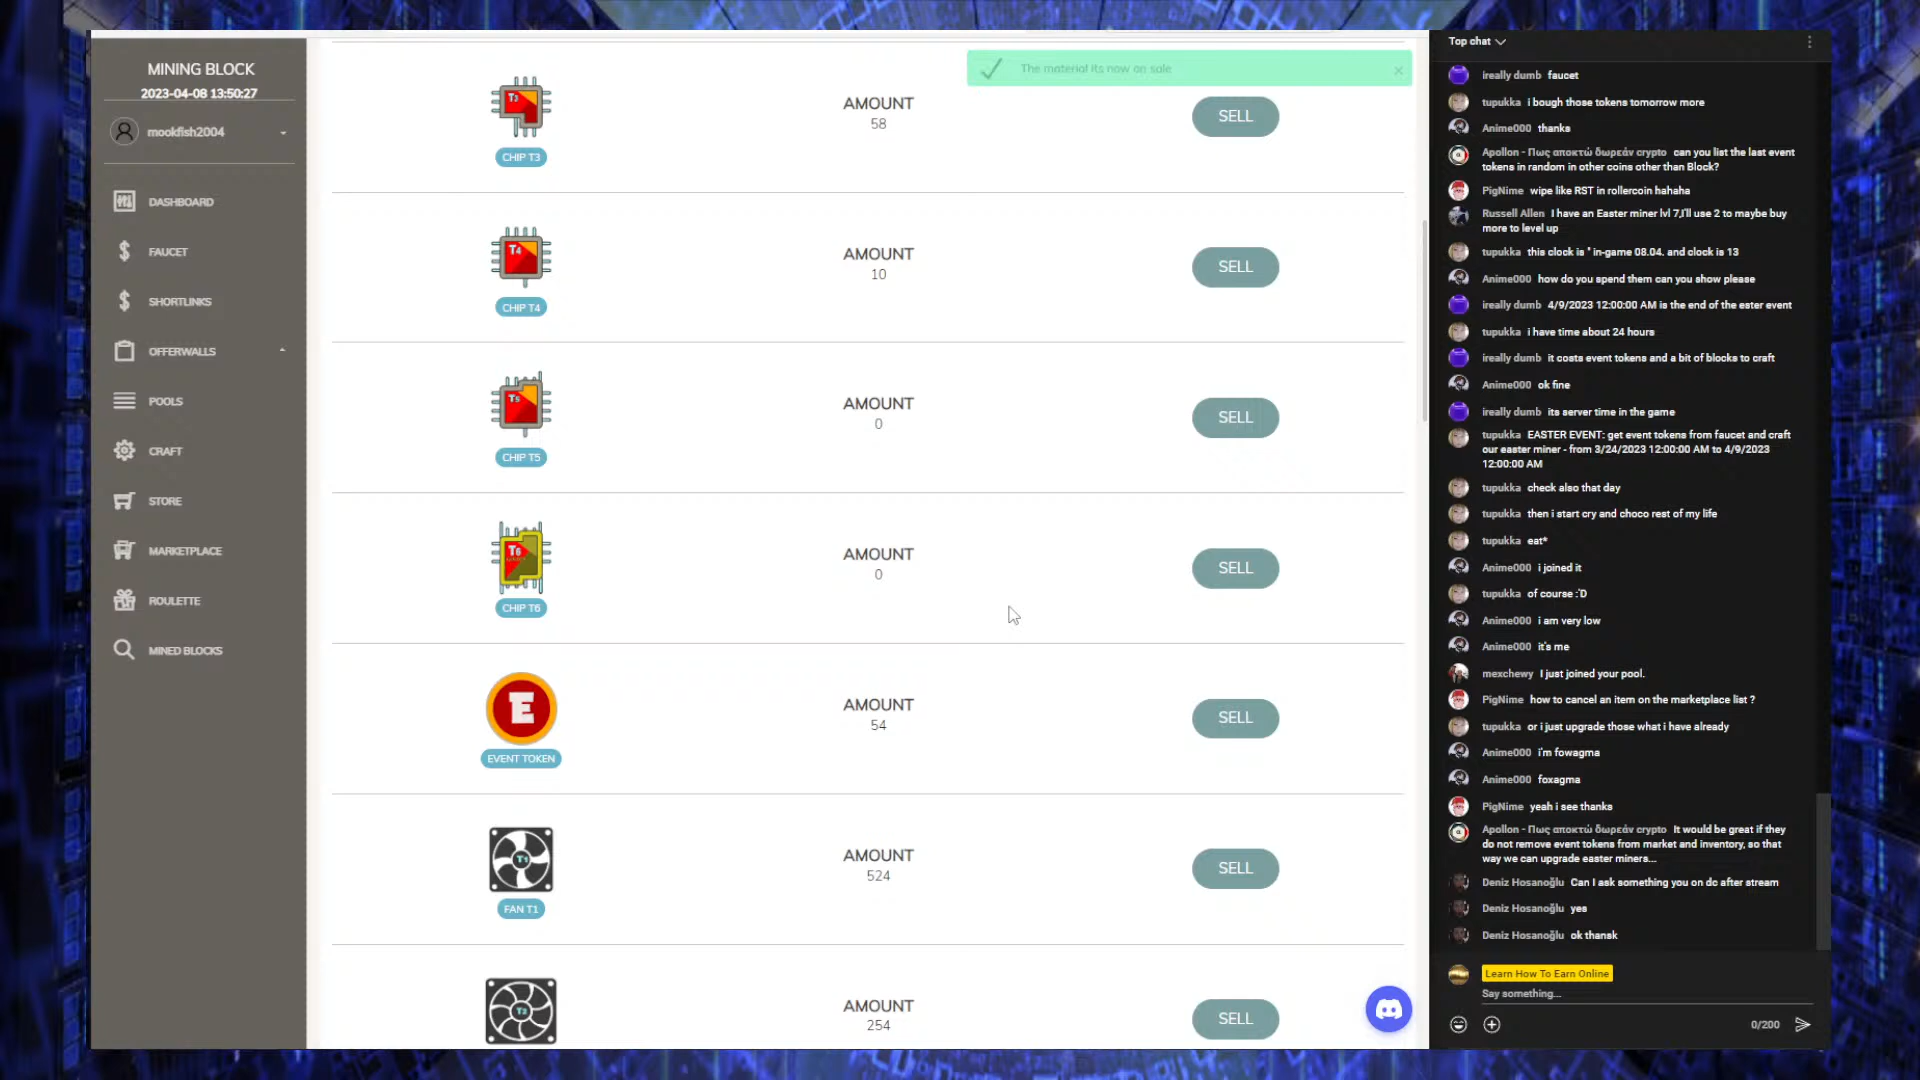 MINING BLOCK
2023-04-08 13:50:27
mookfish2004
DASHBOARD
FAUCET
SHORTLINKS
OFFERWALLS
POOLS
CRAFT
STORE
MARKETPLACE
ROULETTE
MINED BLOCKS
The material its now on sale
T3
CHIP T3
AMOUNT
58
SELL
T4
CHIP T4
AMOUNT
10
SELL
T5
CHIP T5
AMOUNT
0
SELL
T6
CHIP T6
AMOUNT
0
SELL
E
EVENT TOKEN
AMOUNT
54
SELL
T1
FAN T1
AMOUNT
524
SELL
T2
AMOUNT
254
SELL
Top chat
ireally dumb faucet
tupukka i bough those tokens tomorrow more
Anime000 thanks
Apollon - Πως αποκτώ δωρεάν crypto can you list the last event
tokens in random in other coins other than Block?
PigNime wipe like RST in rollercoin hahaha
Russell Allen I have an Easter miner lvl 7,I'll use 2 to maybe buy
more to level up
tupukka this clock is " in-game 08.04. and clock is 13
Anime000 how do you spend them can you show please
ireally dumb 4/9/2023 12:00:00 AM is the end of the ester event
tupukka i have time about 24 hours
ireally dumb it costs event tokens and a bit of blocks to craft
Anime000 ok fine
ireally dumb its server time in the game
tupukka EASTER EVENT: get event tokens from faucet and craft
our easter miner - from 3/24/2023 12:00:00 AM to 4/9/2023
12:00:00 AM
tupukka check also that day
tupukka then i start cry and choco rest of my life
tupukka eat*
Anime000 i joined it
tupukka of course :'D
Anime000 i am very low
Anime000 it's me
mexchewy I just joined your pool.
PigNime how to cancel an item on the marketplace list ?
tupukka or i just upgrade those what i have already
Anime000 i'm fowagma
Anime000 foxagma
PigNime yeah i see thanks
Apollon - Πως αποκτώ δωρεάν crypto It would be great if they
do not remove event tokens from market and inventory, so that
way we can upgrade easter miners...
Deniz Hosanoğlu Can I ask something you on dc after stream
Deniz Hosanoğlu yes
Deniz Hosanoğlu ok thansk
Learn How To Earn Online
Say something...
0/200